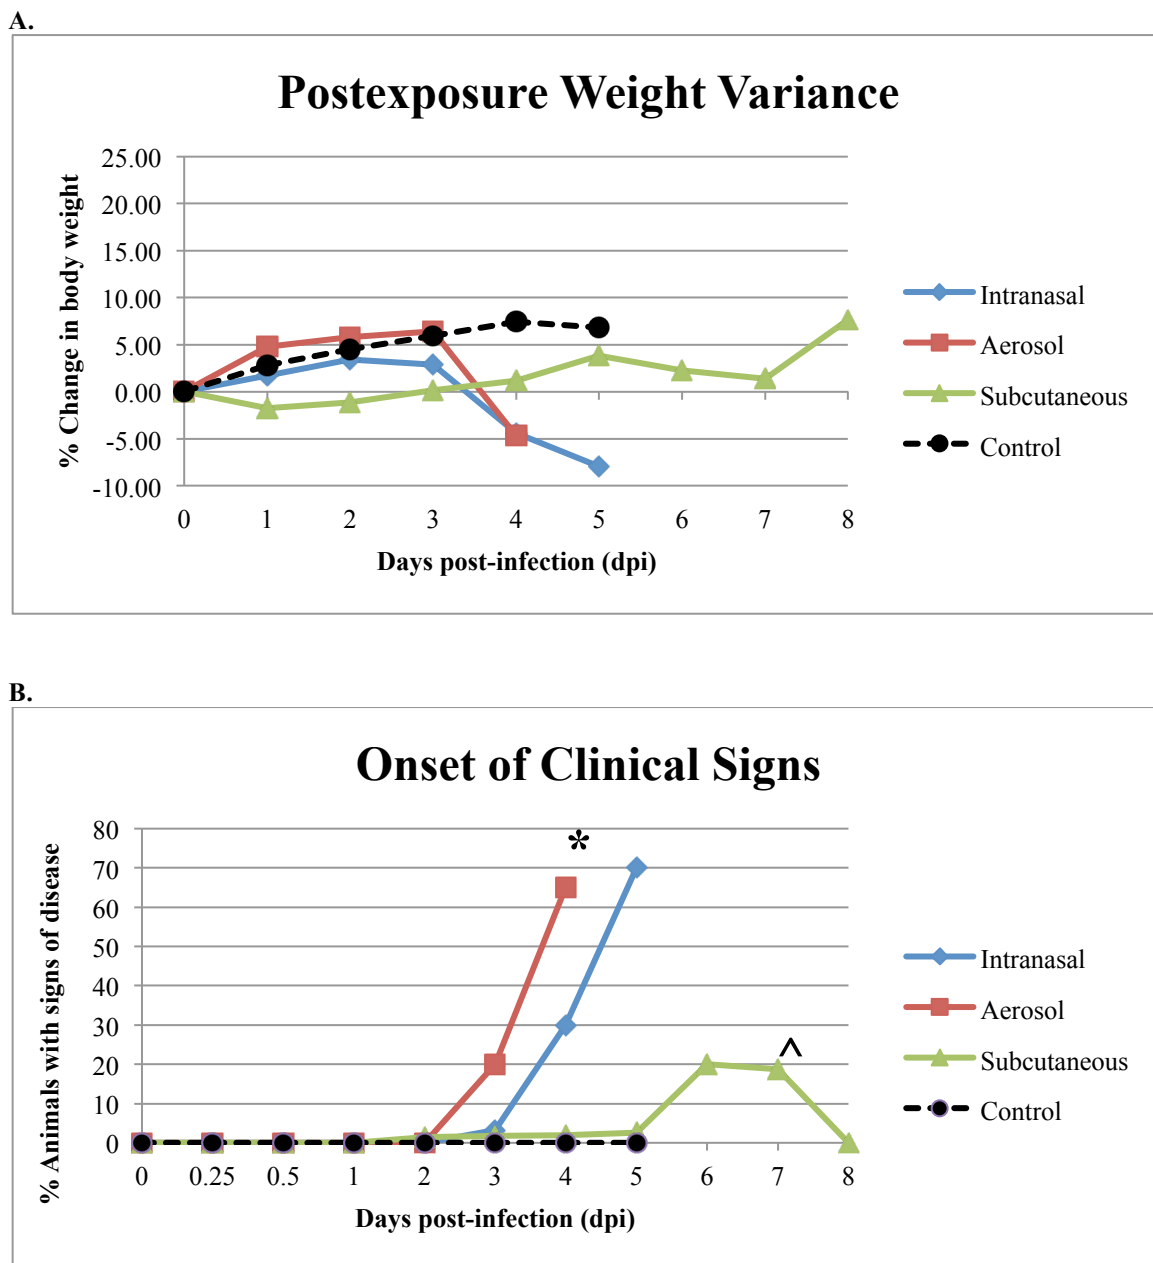 A.
Postexposure Weight Variance
25.00
20.00
15.00
10.00
5.00
0.00
-5.00
-10.00
% Change in body weight
0 1 2 3 4 5 6 7 8
Days post-infection (dpi)
Intranasal
Aerosol
Subcutaneous
Control
B.
Onset of Clinical Signs
80
70
60
50
40
30
20
10
0
% Animals with signs of disease
*
^
0 0.25 0.5 1 2 3 4 5 6 7 8
Days post-infection (dpi)
Intranasal
Aerosol
Subcutaneous
Control